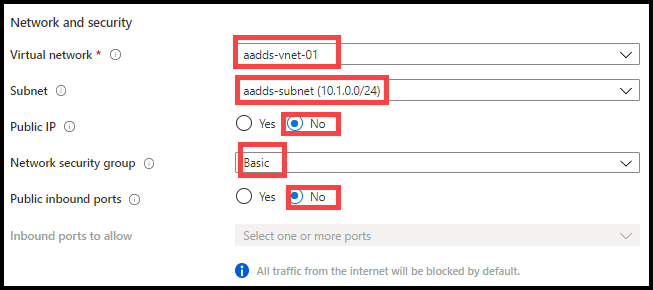 Network and security
Virtual network * aadds-vnet-01
Subnet aadds-subnet (10.1.0.0/24)
Public IP Yes No
Network security group Basic
Public inbound ports Yes No
Inbound ports to allow Select one or more ports
All traffic from the internet will be blocked by default.